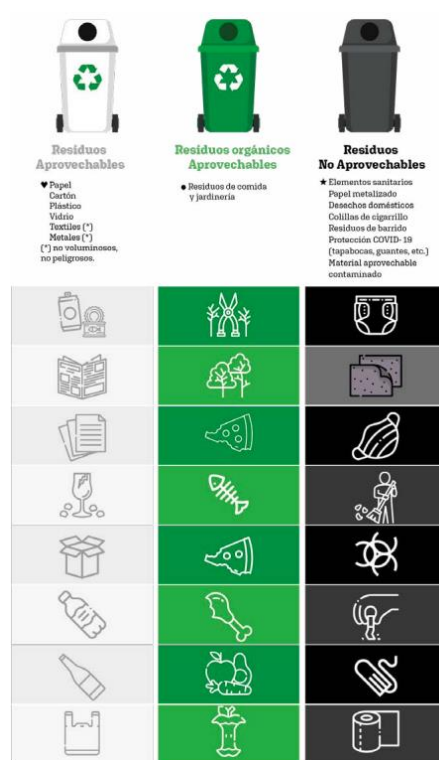 Residuos
Aprovechables
♥ Papel
Cartón
Plástico
Vidrio
Textiles (*)
Metales (*)
(*) no voluminosos,
no peligrosos.
Residuos orgánicos
Aprovechables
● Residuos de comida
y jardinería
Residuos
No Aprovechables
★ Elementos sanitarios
Papel metalizado
Desechos domésticos
Colillas de cigarrillo
Residuos de barrido
Protección COVID- 19
(tapabocas, guantes, etc.)
Material aprovechable
contaminado